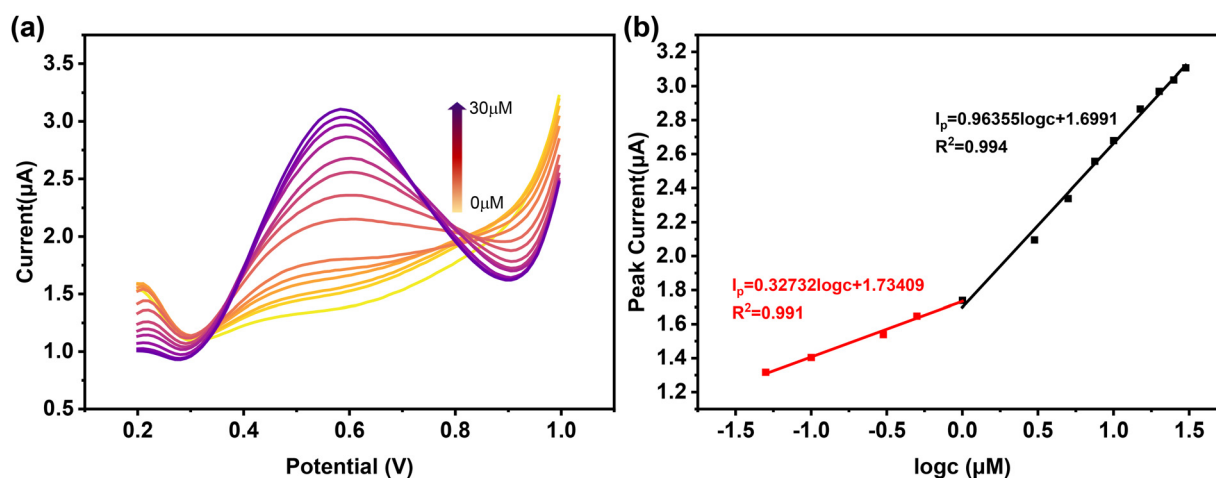 (a)
3.5
3.0
2.5
2.0
1.5
1.0
0.5
Current(µA)
30µM
0µM
0.2 0.4 0.6 0.8 1.0
Potential (V)
(b)
3.2
3.0
2.8
2.6
2.4
2.2
2.0
1.8
1.6
1.4
1.2
Peak Current(µA)
Iₚ=0.96355logc+1.6991
R²=0.994
Iₚ=0.32732logc+1.73409
R²=0.991
-1.5 -1.0 -0.5 0.0 0.5 1.0 1.5
logc (µM)